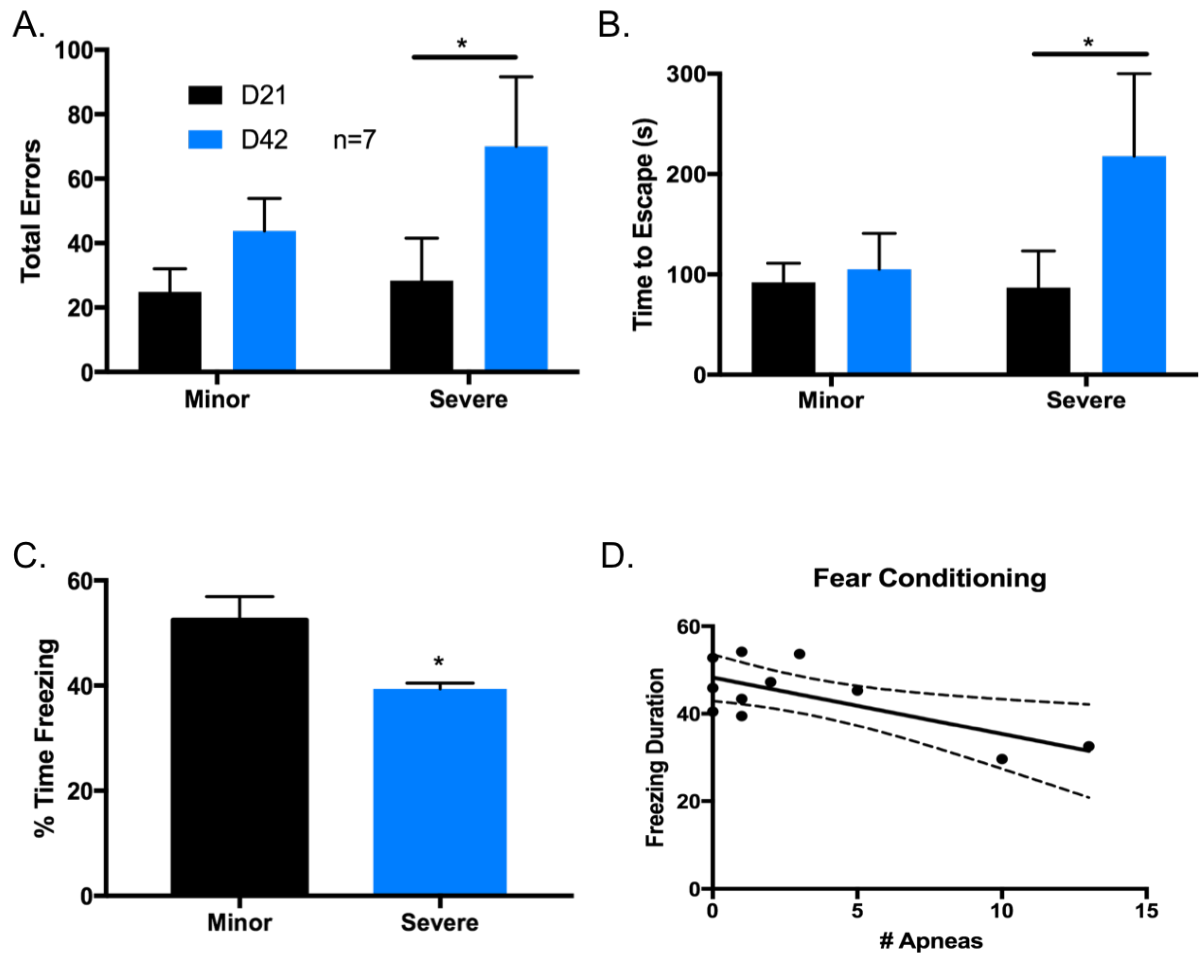 A.
Total Errors
100
80
60
40
20
0
D21
D42 n=7
*
Minor Severe
B.
Time to Escape (s)
300
200
100
0
*
Minor Severe
C.
% Time Freezing
60
40
20
0
*
Minor Severe
D.
Fear Conditioning
Freezing Duration
60
40
20
0
0 5 10 15
# Apneas